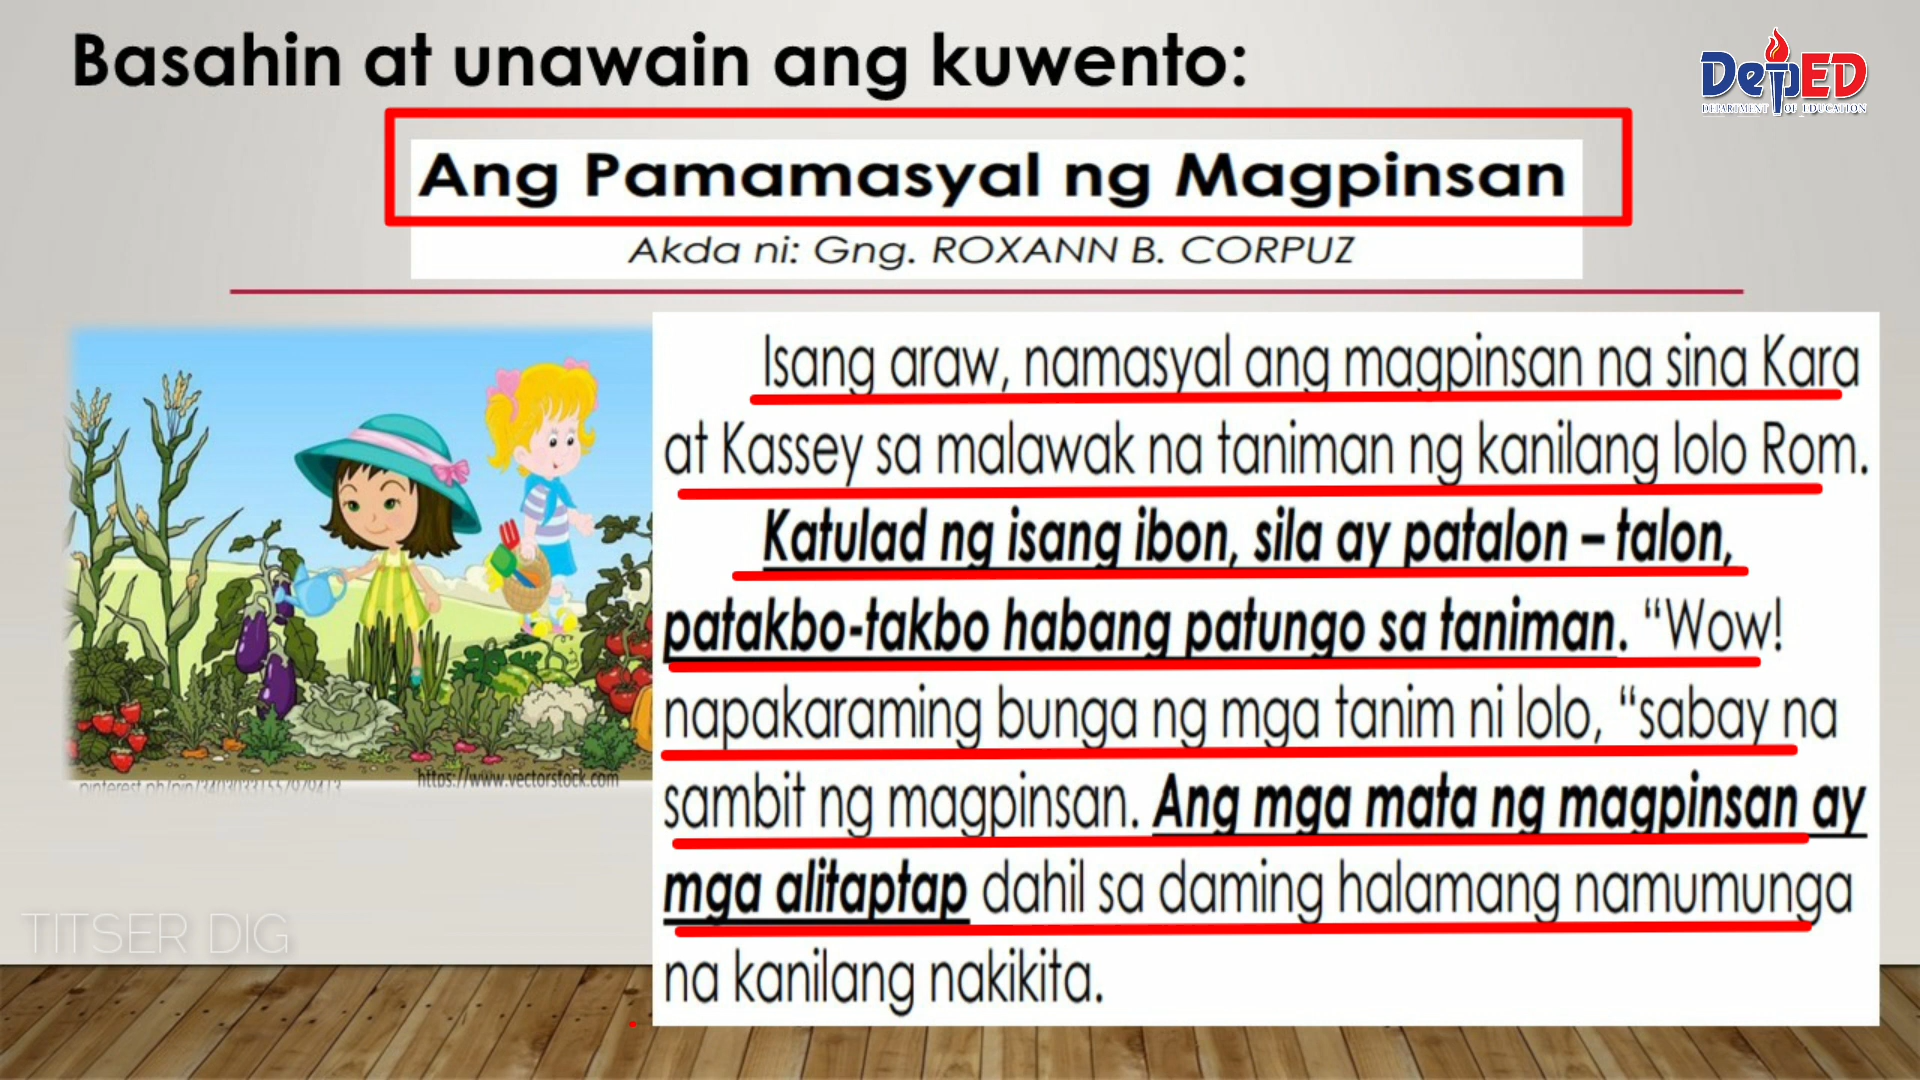 Basahin at unawain ang kuwento:
DepED
DEPARTMENT OF EDUCATION
Ang Pamamasyal ng Magpinsan
Akda ni: Gng. ROXANN B. CORPUZ
Isang araw, namasyal ang magpinsan na sina Kara
at Kassey sa malawak na taniman ng kanilang lolo Rom.
Katulad ng isang ibon, sila ay patalon – talon,
patakbo-takbo habang patungo sa taniman. “Wow!
napakaraming bunga ng mga tanim ni lolo, “sabay na
sambit ng magpinsan. Ang mga mata ng magpinsan ay
mga alitaptap dahil sa daming halamang namumunga
na kanilang nakikita.
https://www.vectorstock.com
TITSER DIG